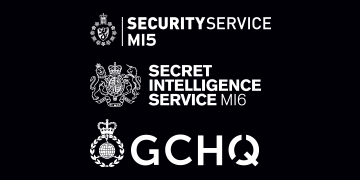 SECURITYSERVICE
MI5
SECRET
INTELLIGENCE
SERVICE MI6
GCHQ